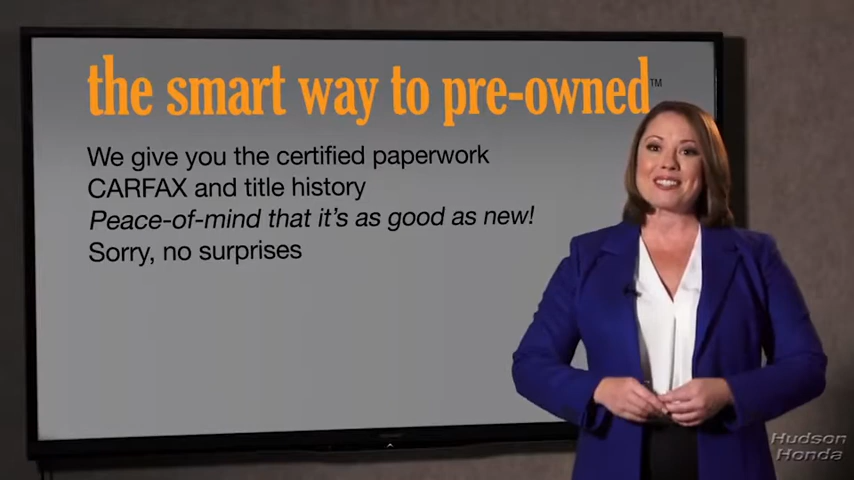 the smart way to pre-owned™
We give you the certified paperwork
CARFAX and title history
Peace-of-mind that it's as good as new!
Sorry, no surprises
Hudson
Honda